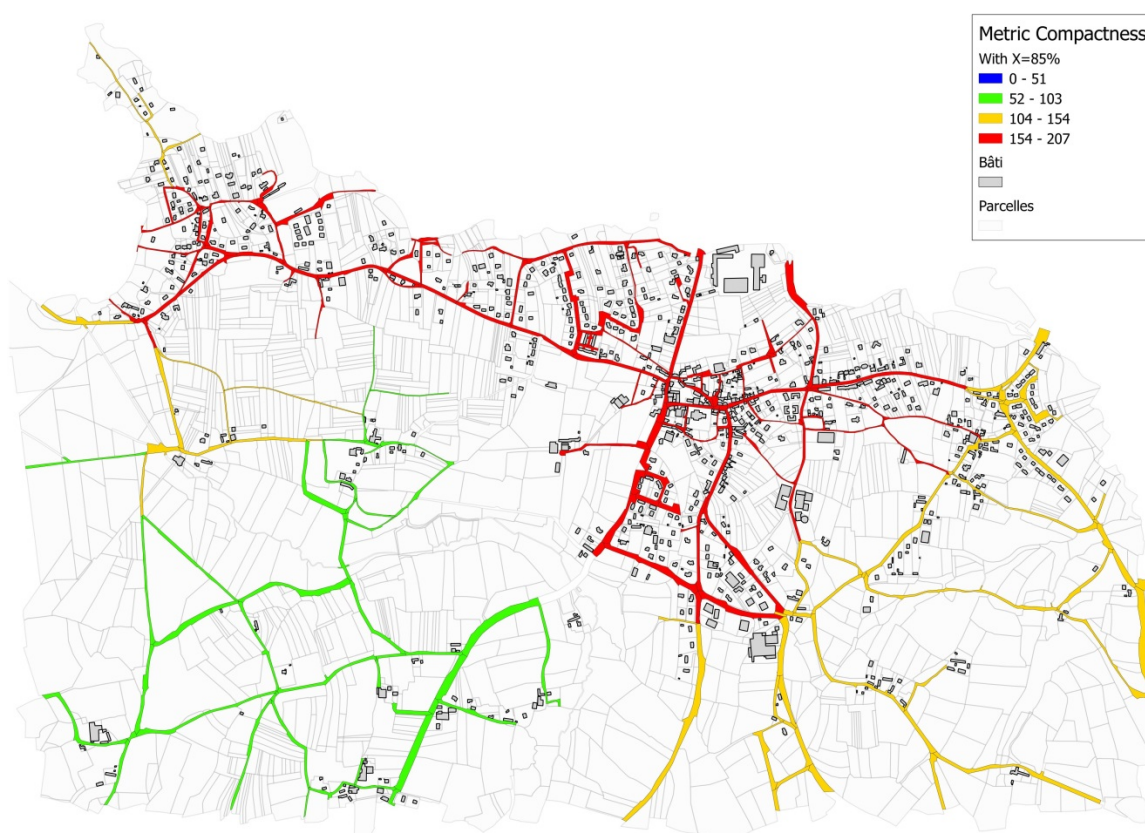 Metric Compactness
With X=85%
0 - 51
52 - 103
104 - 154
154 - 207
Bâti
Parcelles